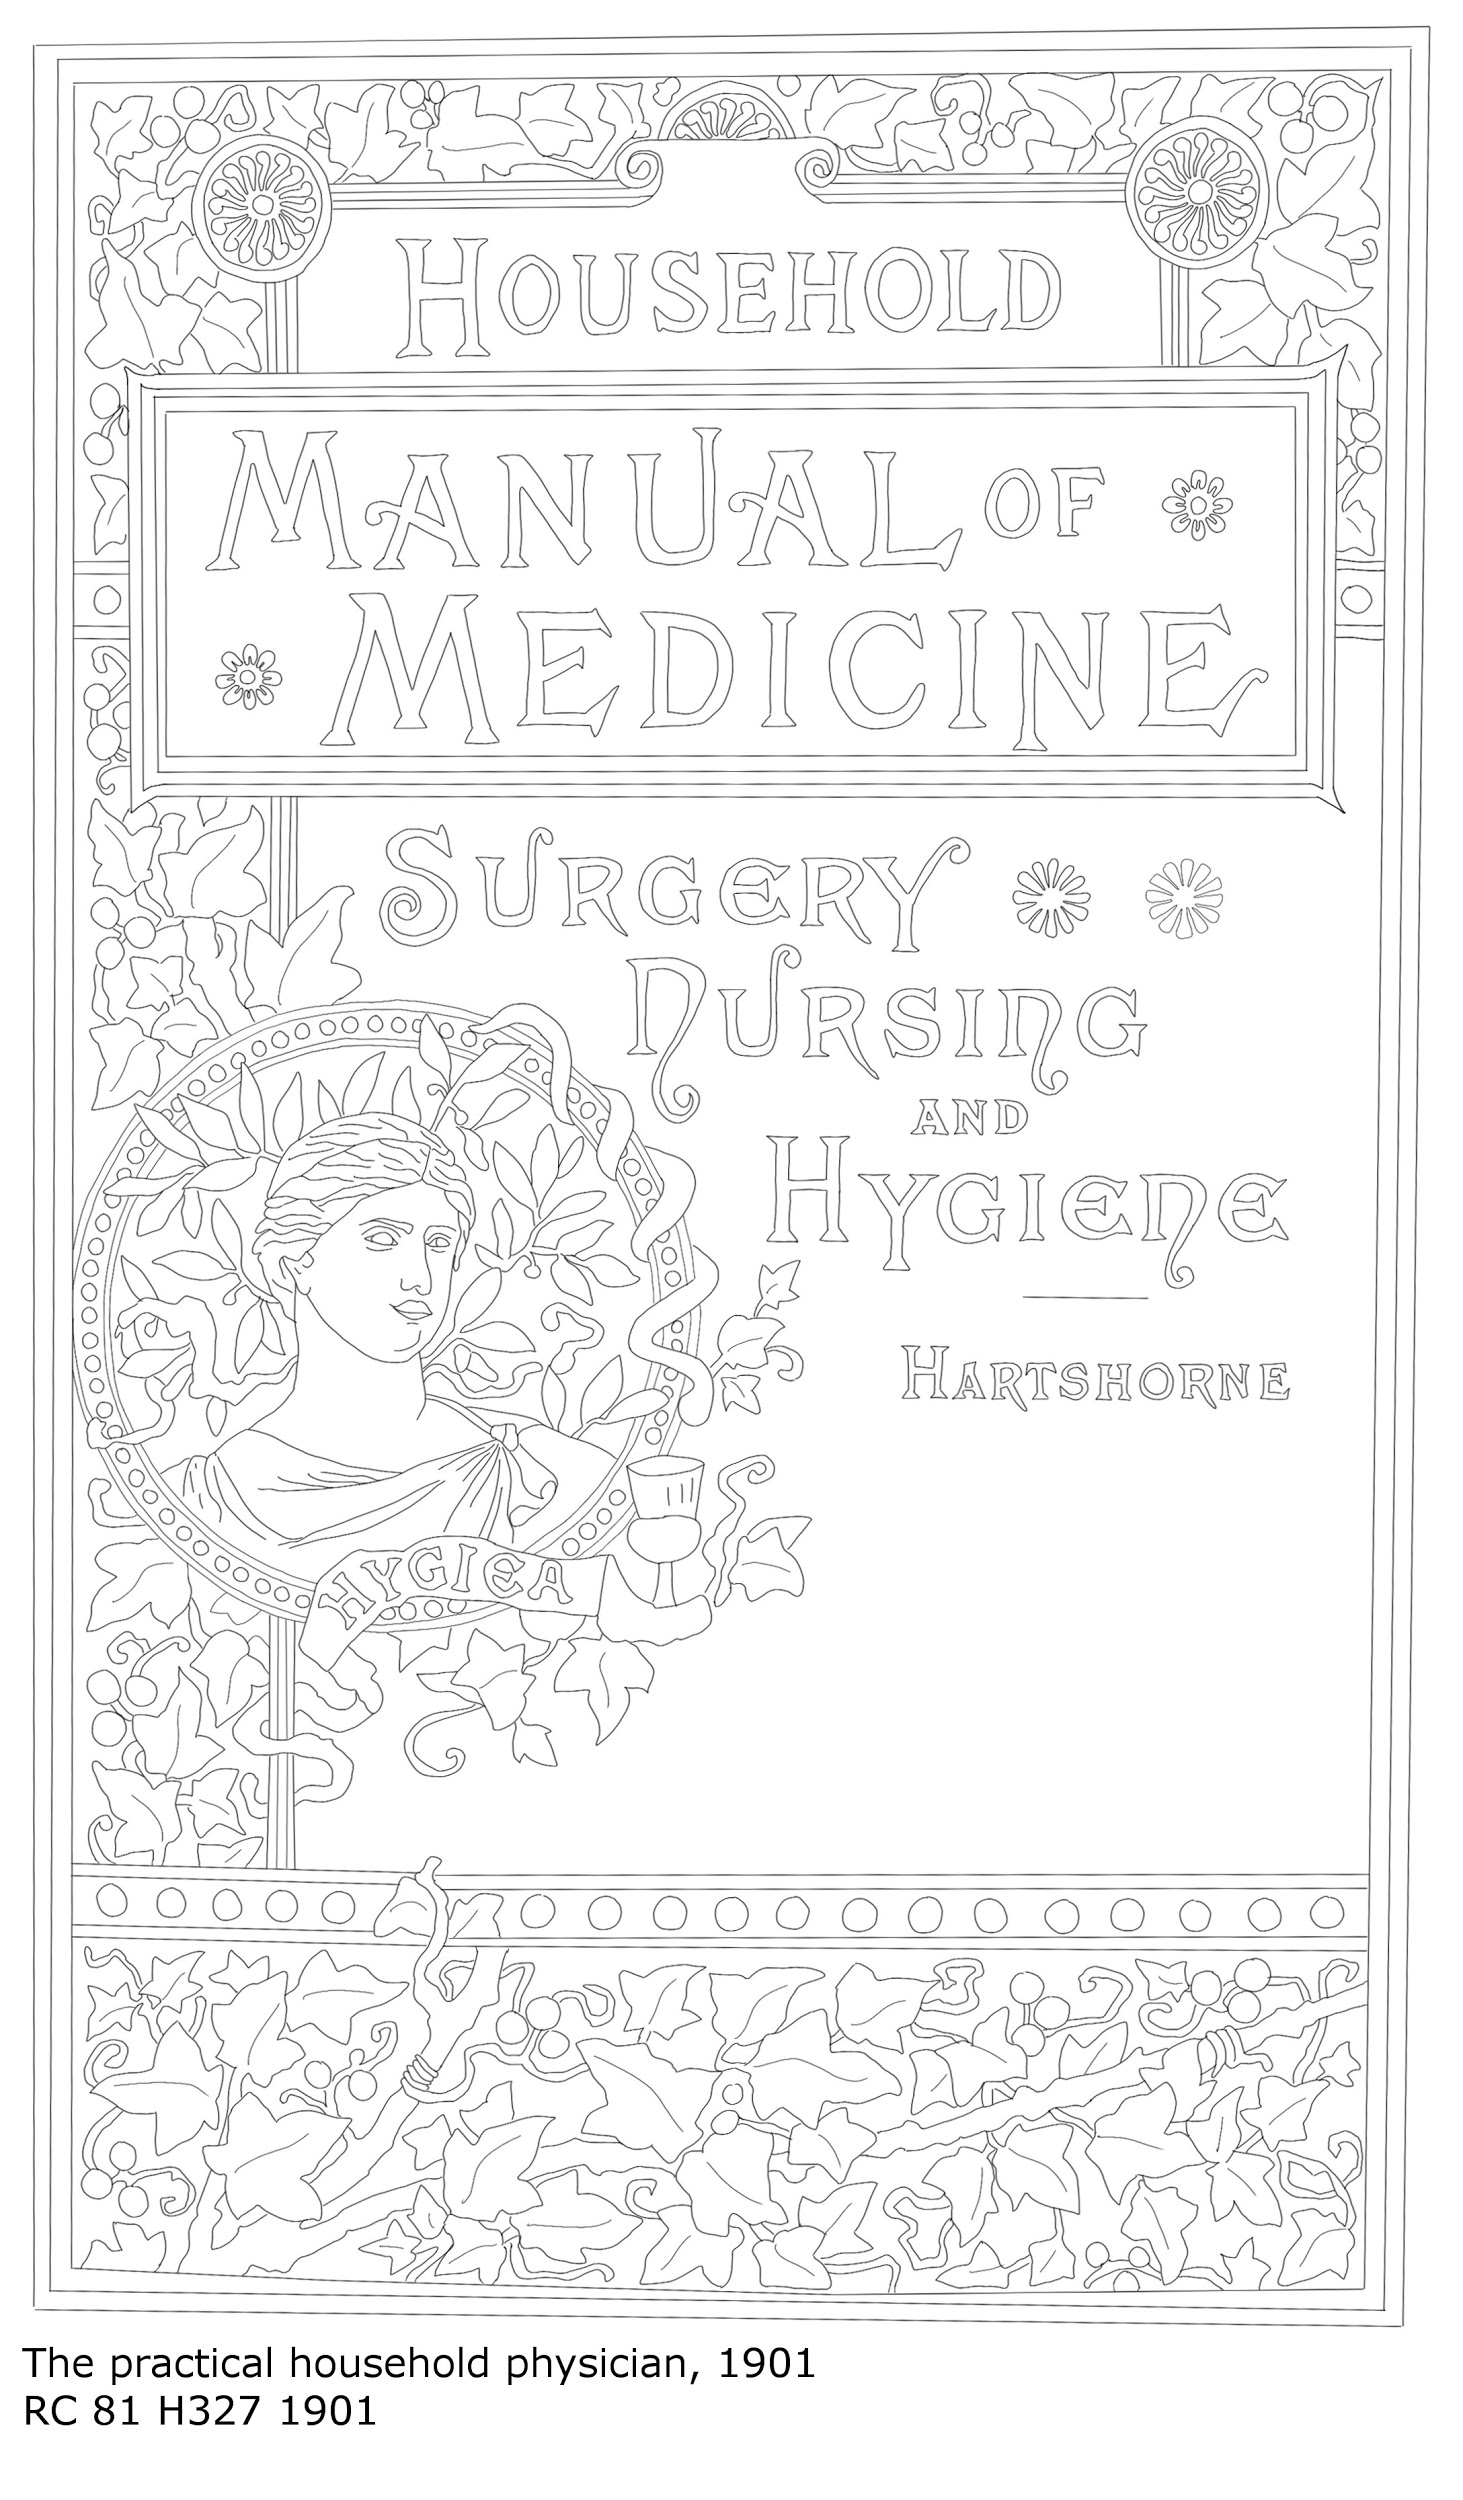 HOUSEHOLD
MANUAL OF
MEDICINE
SURGERY
NURSING
AND
HYGIENE
HARTSHORNE
HYGIEA
The practical household physician, 1901
RC 81 H327 1901